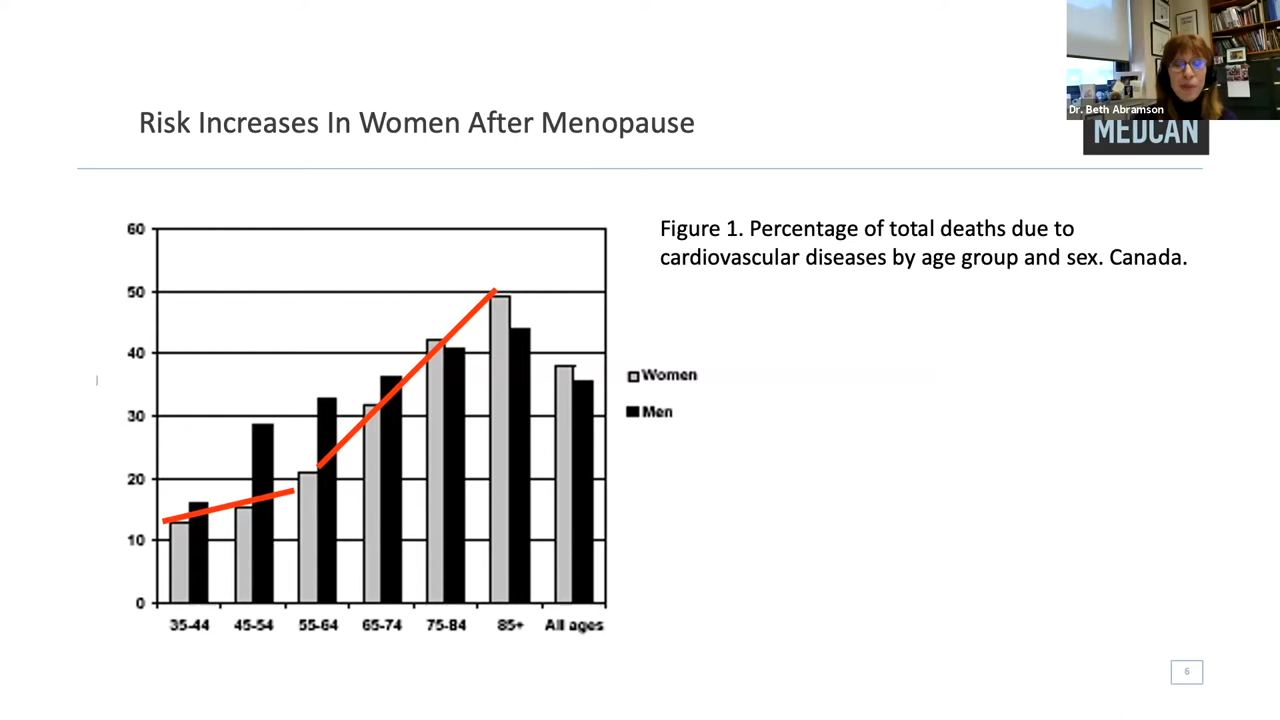 Dr. Beth Abramson
MEDCAN
Risk Increases In Women After Menopause
Figure 1. Percentage of total deaths due to
cardiovascular diseases by age group and sex. Canada.
60
50
40
30
20
10
0
35-44 45-54 55-64 65-74 75-84 85+ All ages
Women
Men
6